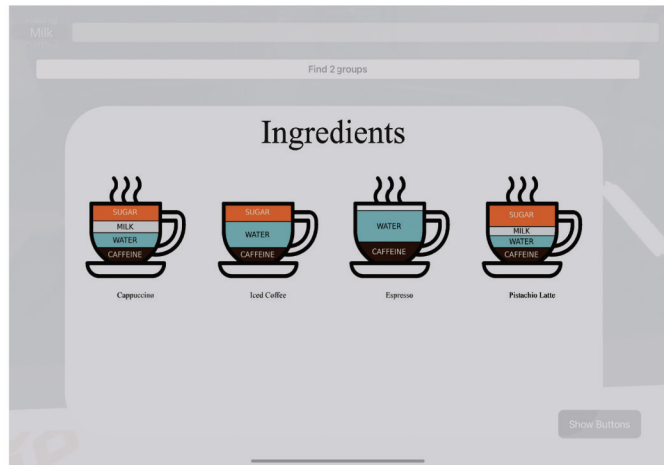 Milk
Find 2 groups
Ingredients
SUGAR
MILK
WATER
CAFFEINE
Cappuccino
SUGAR
WATER
CAFFEINE
Iced Coffee
WATER
CAFFEINE
Espresso
SUGAR
MILK
WATER
CAFFEINE
Pistachio Latte
Show Buttons